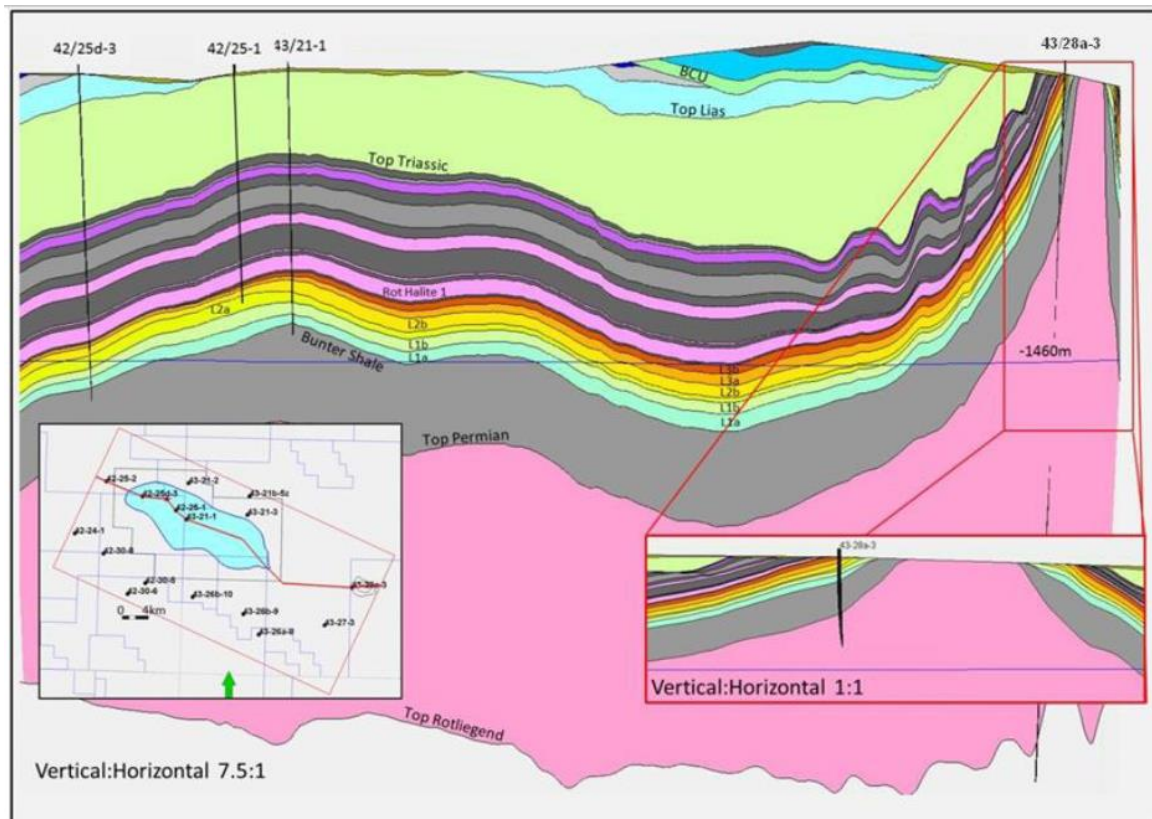 42/25d-3
42/25-1
43/21-1
43/28a-3
BCU
Top Lias
Top Triassic
Rot Halite 1
L2a
L2b
L1b
L1a
Bunter Shale
-1460m
L3b
L3a
L2b
L1b
L1a
Top Permian
42-25-2
43-21-2
42-25d-3
43-21b-5z
42-25-1
43-21-1
43-21-3
42-24-1
42-30-5
42-30-6
43-26b-10
43-28a-3
43-26b-9
43-27-3
43-26a-8
0 4km
43-28a-3
Vertical:Horizontal 1:1
Top Rotliegend
Vertical:Horizontal 7.5:1